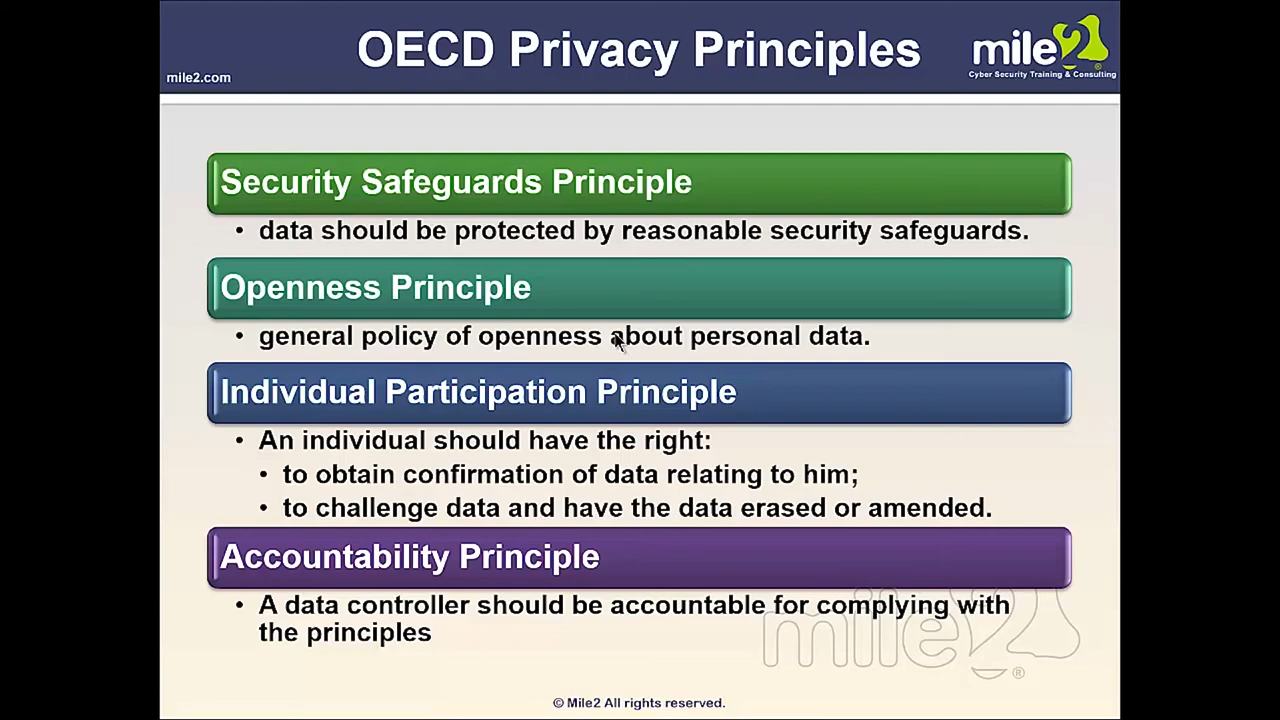 OECD Privacy Principles
mile2.com
mile2
Cyber Security Training & Consulting
Security Safeguards Principle
• data should be protected by reasonable security safeguards.
Openness Principle
• general policy of openness about personal data.
Individual Participation Principle
• An individual should have the right:
• to obtain confirmation of data relating to him;
• to challenge data and have the data erased or amended.
Accountability Principle
• A data controller should be accountable for complying with
the principles
mile2®
© Mile2 All rights reserved.